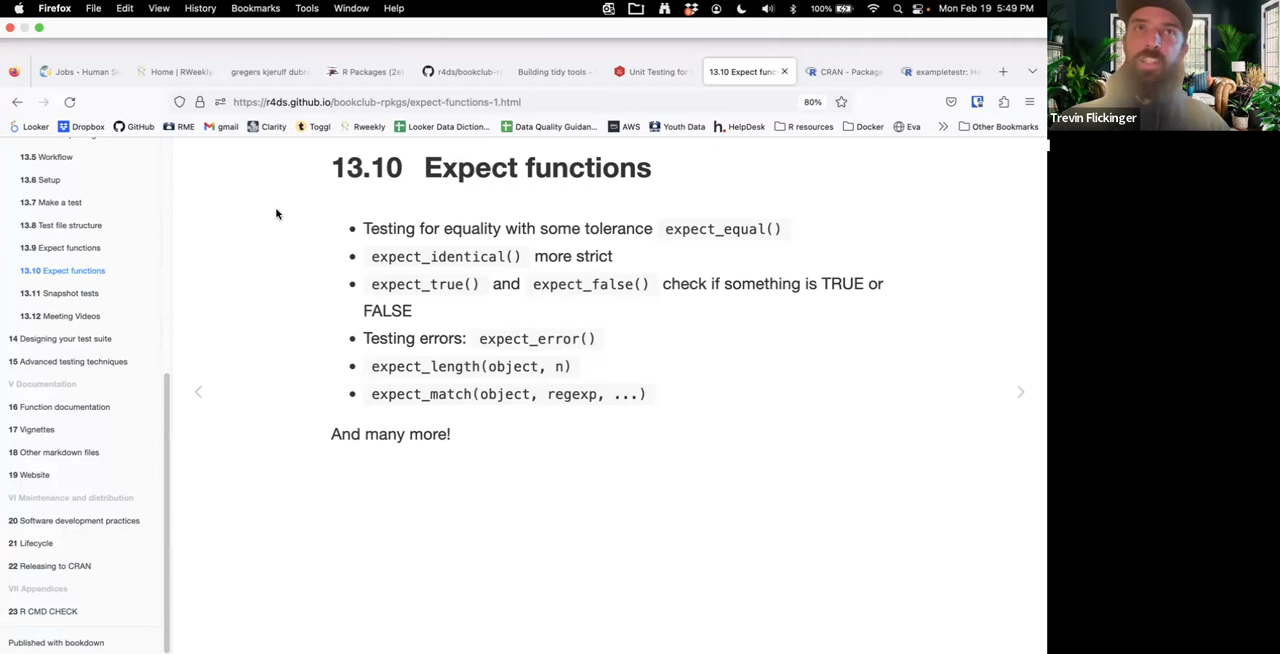 Firefox File Edit View History Bookmarks Tools Window Help 100% Mon Feb 19 5:49 PM
Jobs - Human Se Home | RWeekly gregers kjerulf dubro R Packages (2e) r4ds/bookclub-r Building tidy tools - Unit Testing for 13.10 Expect func CRAN - Package exampletestr: He
https://r4ds.github.io/bookclub-rpkgs/expect-functions-1.html 80%
Looker Dropbox GitHub RME gmail Clarity Toggl Rweekly Looker Data Diction... Data Quality Guidan... AWS Youth Data HelpDesk R resources Docker Eva Other Bookmarks
Trevin Flickinger
13.5 Workflow
13.6 Setup
13.7 Make a test
13.8 Test file structure
13.9 Expect functions
13.10 Expect functions
13.11 Snapshot tests
13.12 Meeting Videos
14 Designing your test suite
15 Advanced testing techniques
V Documentation
16 Function documentation
17 Vignettes
18 Other markdown files
19 Website
VI Maintenance and distribution
20 Software development practices
21 Lifecycle
22 Releasing to CRAN
VII Appendices
23 R CMD CHECK
Published with bookdown
13.10 Expect functions
• Testing for equality with some tolerance expect_equal()
• expect_identical() more strict
• expect_true() and expect_false() check if something is TRUE or
FALSE
• Testing errors: expect_error()
• expect_length(object, n)
• expect_match(object, regexp, ...)
And many more!